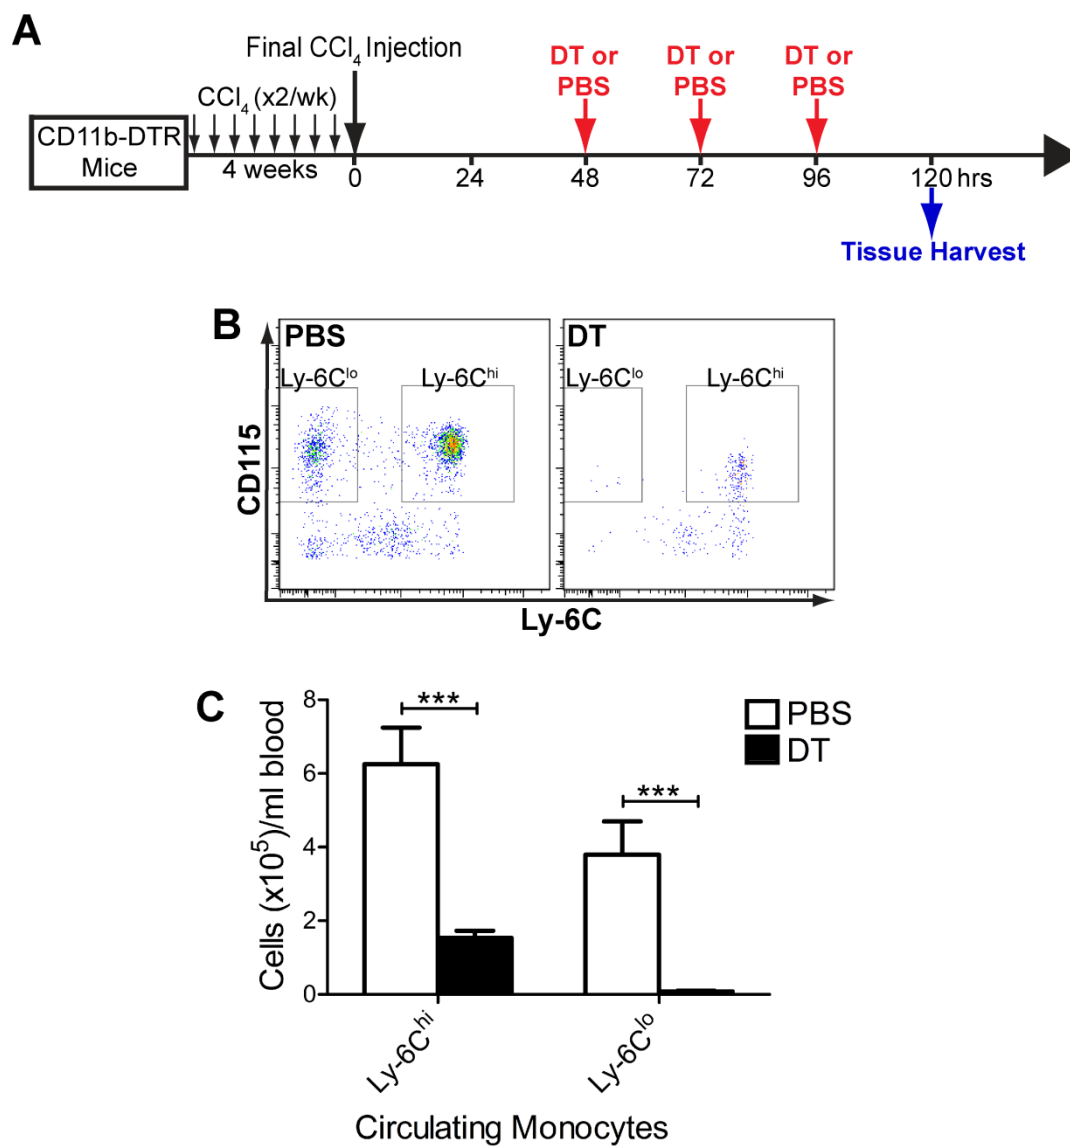 A
Final CCl₄ Injection
CCl₄ (x2/wk)
CD11b-DTR
Mice
4 weeks
DT or
PBS
DT or
PBS
DT or
PBS
0
24
48
72
96
120 hrs
Tissue Harvest
B
PBS
DT
Ly-6Cˡᵒ
Ly-6Cʰⁱ
Ly-6Cˡᵒ
Ly-6Cʰⁱ
CD115
Ly-6C
C
Cells (x10⁵)/ml blood
8
6
4
2
0
***
***
PBS
DT
Ly-6Cʰⁱ
Ly-6Cˡᵒ
Circulating Monocytes